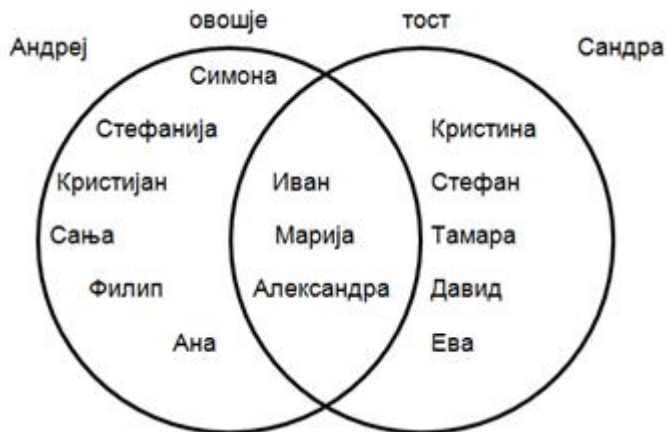 овошје тост
Андреј Сандра
Симона
Стефанија Кристина
Кристијан Иван Стефан
Сања Марија Тамара
Филип Александра Давид
Ана Ева